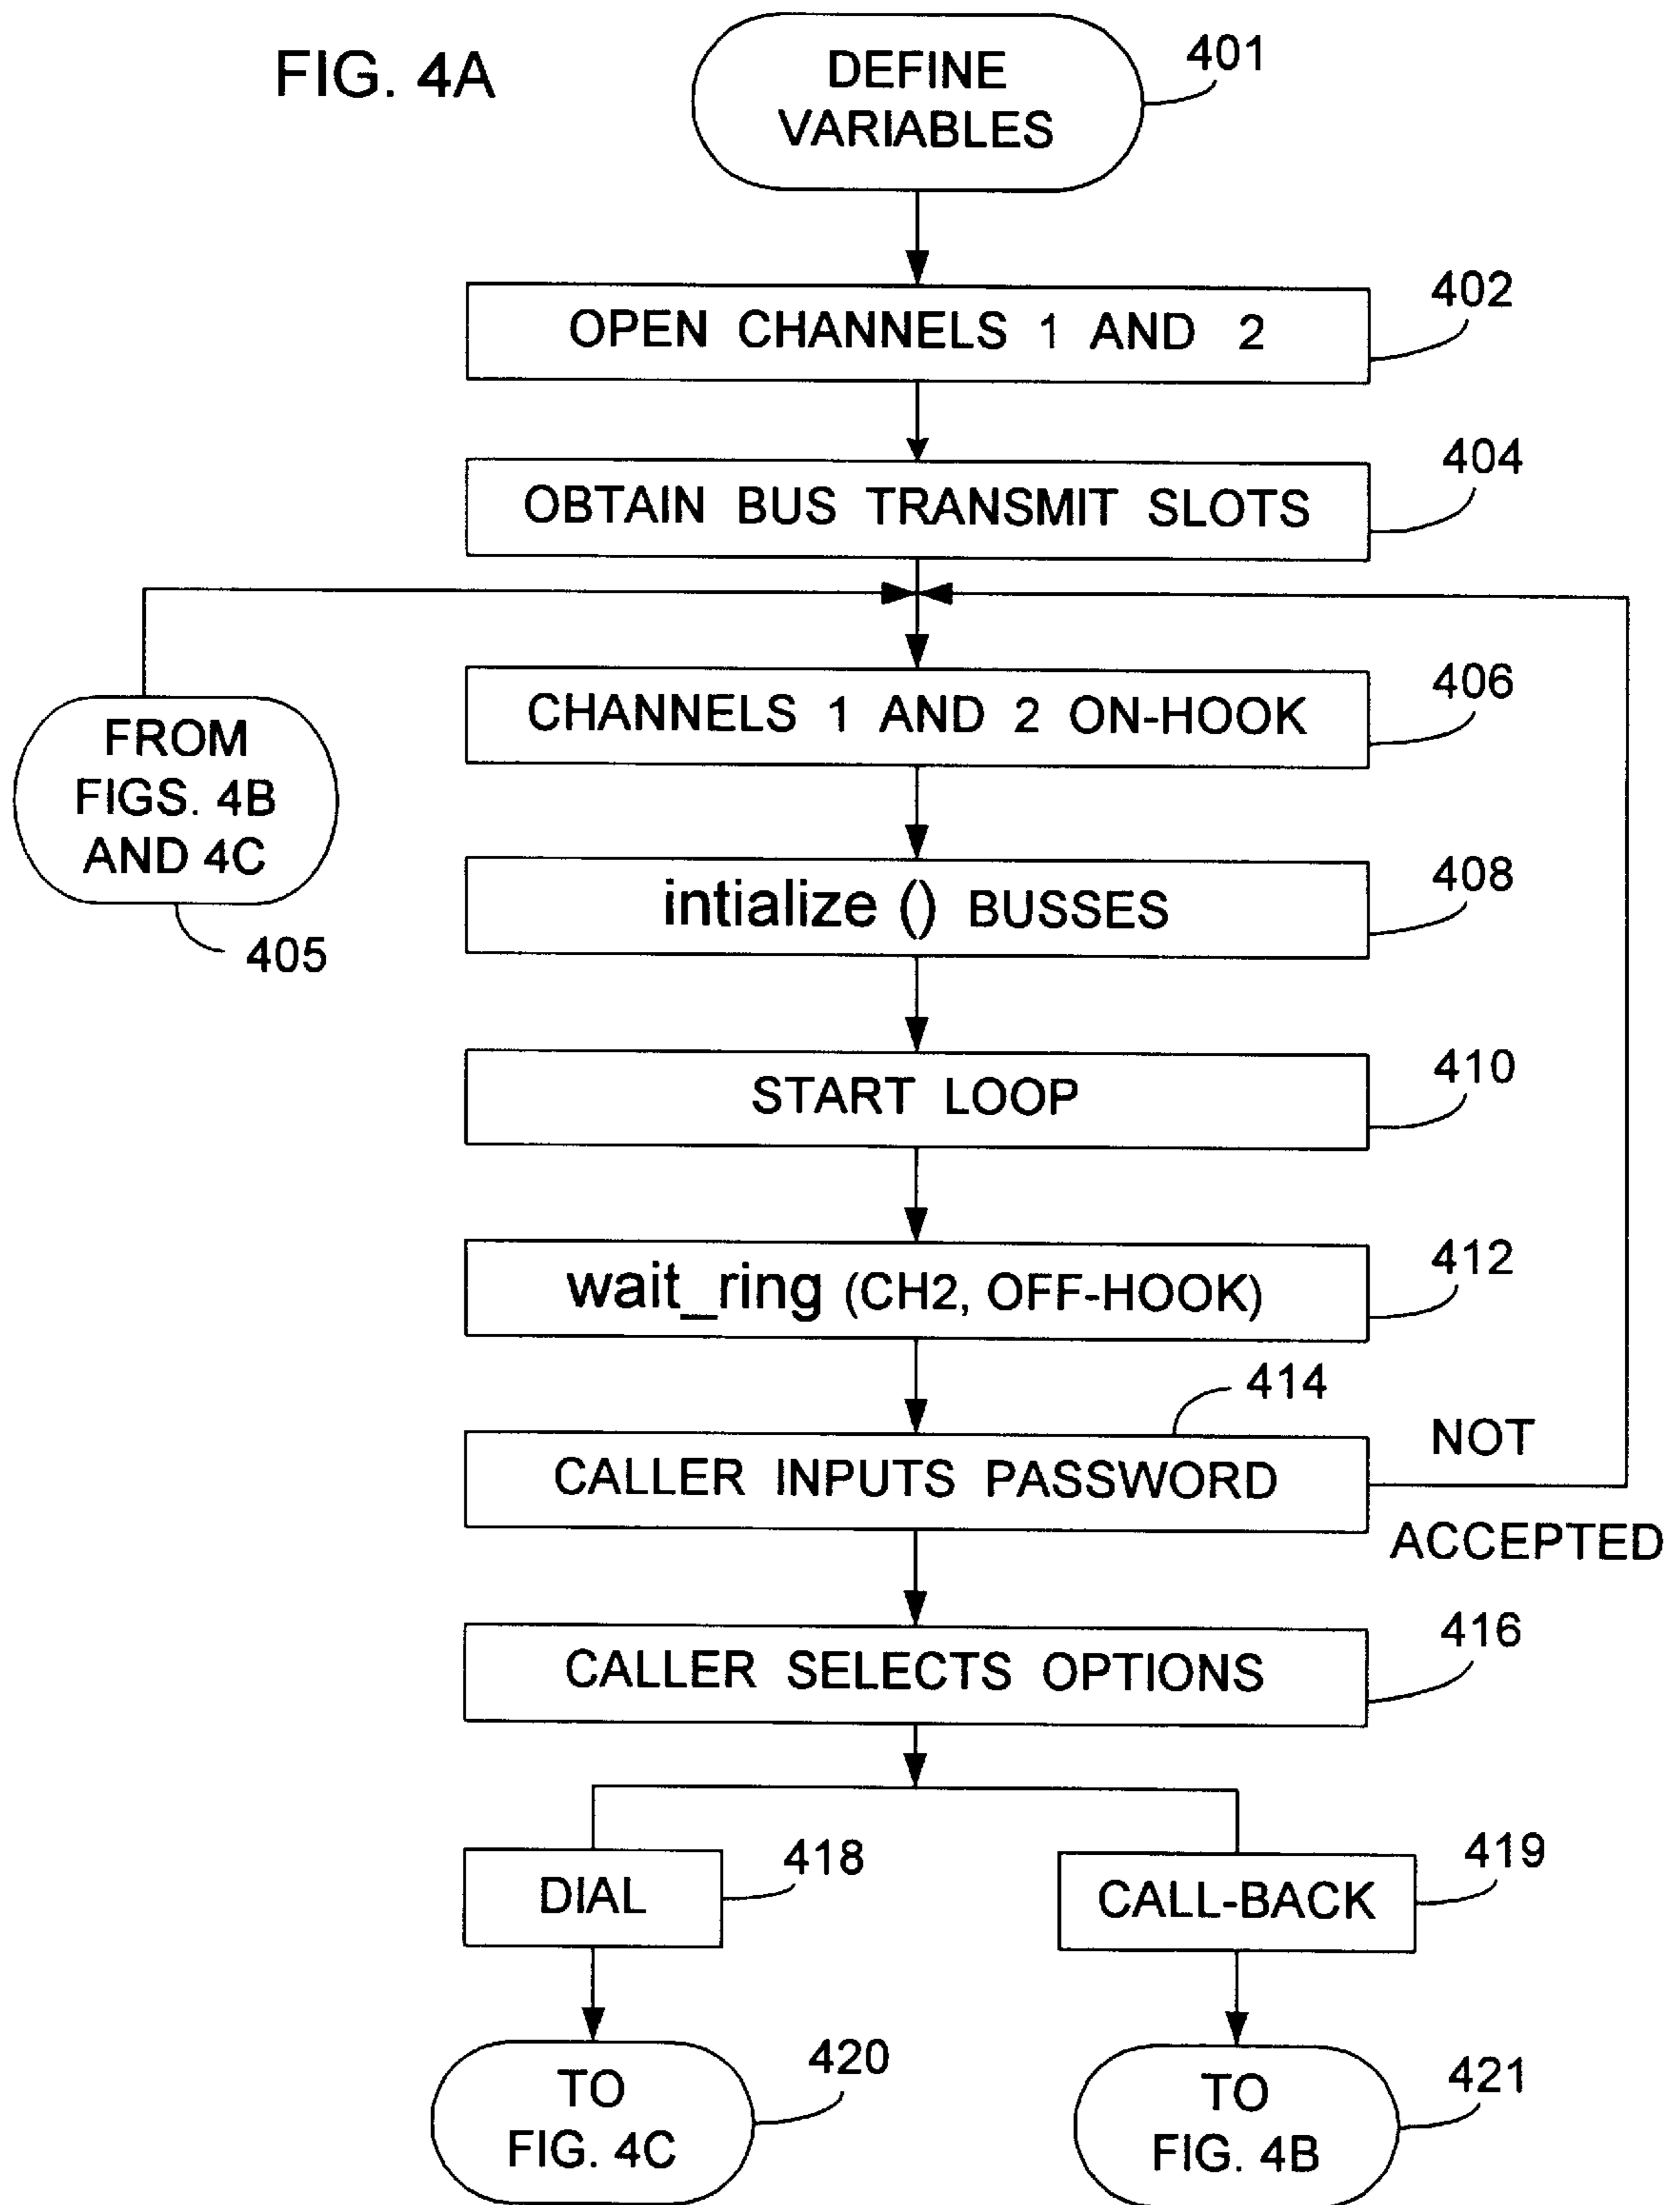 FIG. 4A
DEFINE
VARIABLES
401
OPEN CHANNELS 1 AND 2
402
OBTAIN BUS TRANSMIT SLOTS
404
FROM
FIGS. 4B
AND 4C
405
CHANNELS 1 AND 2 ON-HOOK
406
intialize () BUSSES
408
START LOOP
410
wait_ring (CH2, OFF-HOOK)
412
414
CALLER INPUTS PASSWORD
NOT
ACCEPTED
CALLER SELECTS OPTIONS
416
DIAL
418
CALL-BACK
419
TO
FIG. 4C
420
TO
FIG. 4B
421